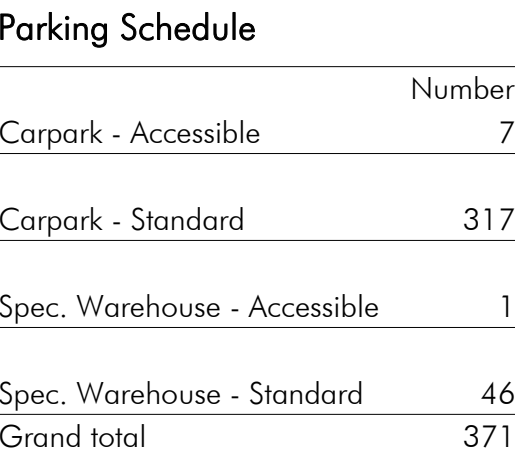 Parking Schedule
Number
Carpark - Accessible 7
Carpark - Standard 317
Spec. Warehouse - Accessible 1
Spec. Warehouse - Standard 46
Grand total 371